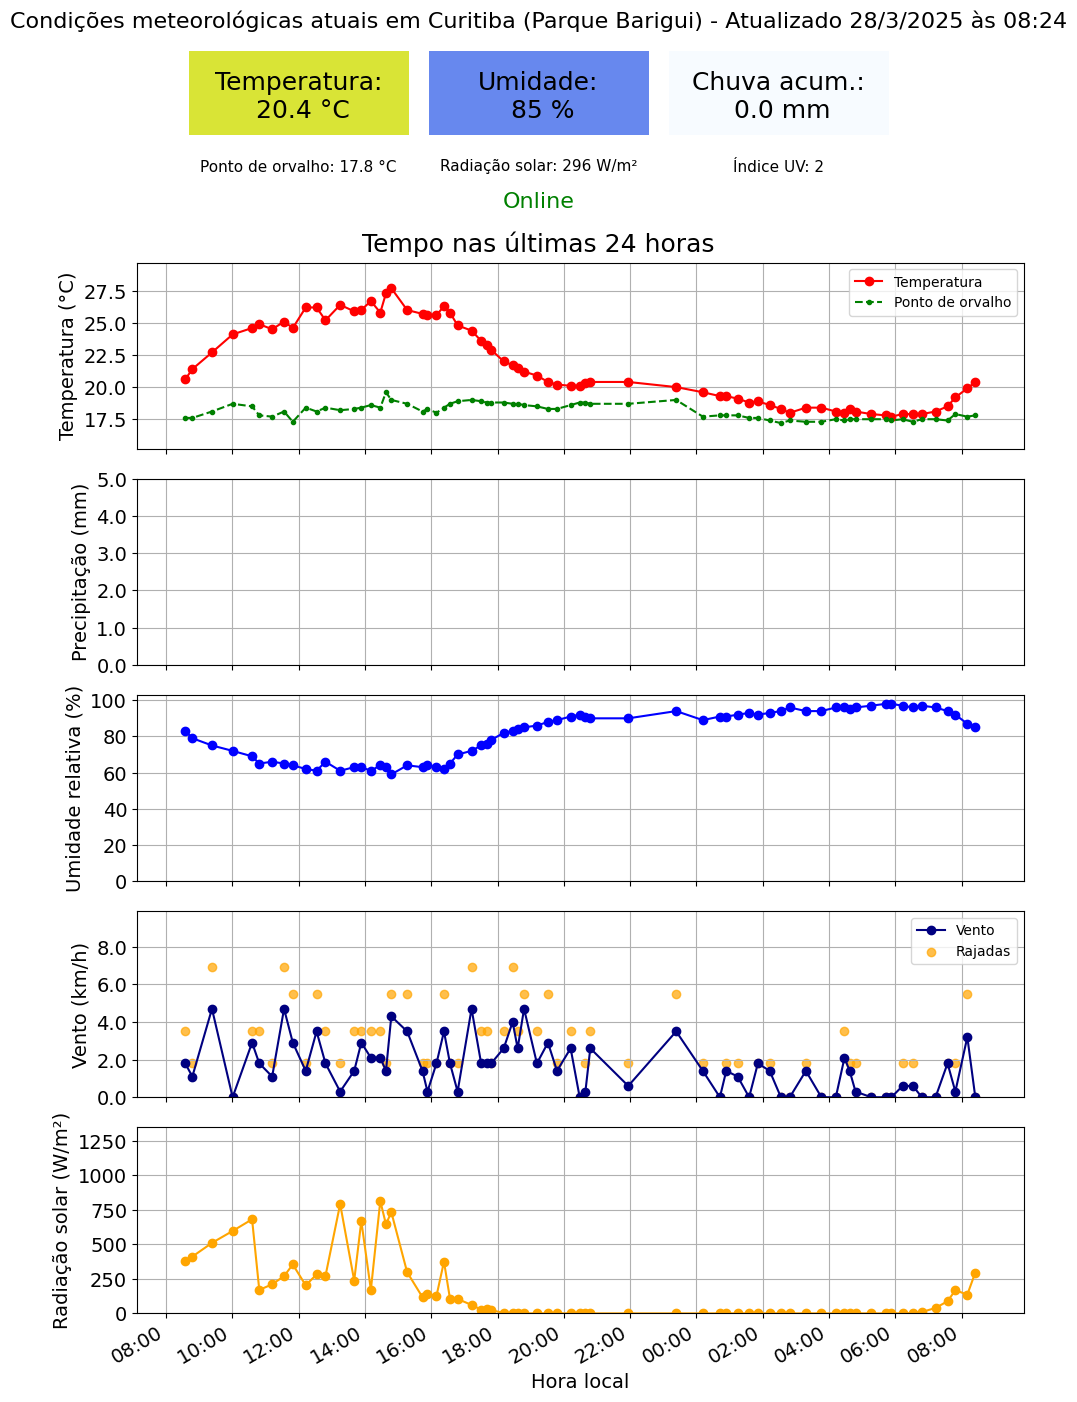 Condições meteorológicas atuais em Curitiba (Parque Barigui) - Atualizado 28/3/2025 às 08:24
Temperatura:
20.4 °C
Umidade:
85 %
Chuva acum.:
0.0 mm
Ponto de orvalho: 17.8 °C
Radiação solar: 296 W/m²
Índice UV: 2
Online
Tempo nas últimas 24 horas
Temperatura (°C)
27.5
25.0
22.5
20.0
17.5
Temperatura
Ponto de orvalho
Precipitação (mm)
5.0
4.0
3.0
2.0
1.0
0.0
Umidade relativa (%)
100
80
60
40
20
0
Vento (km/h)
8.0
6.0
4.0
2.0
0.0
Vento
Rajadas
Radiação solar (W/m²)
1250
1000
750
500
250
0
08:00
10:00
12:00
14:00
16:00
18:00
20:00
22:00
00:00
02:00
04:00
06:00
08:00
Hora local